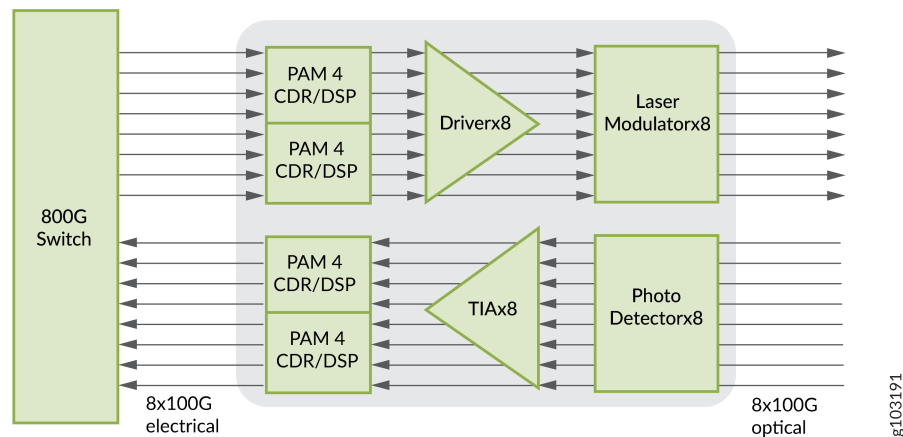 800G
Switch
PAM 4
CDR/DSP
PAM 4
CDR/DSP
Driverx8
Laser
Modulatorx8
PAM 4
CDR/DSP
PAM 4
CDR/DSP
TIAx8
Photo
Detectorx8
8x100G
electrical
8x100G
optical
g103191